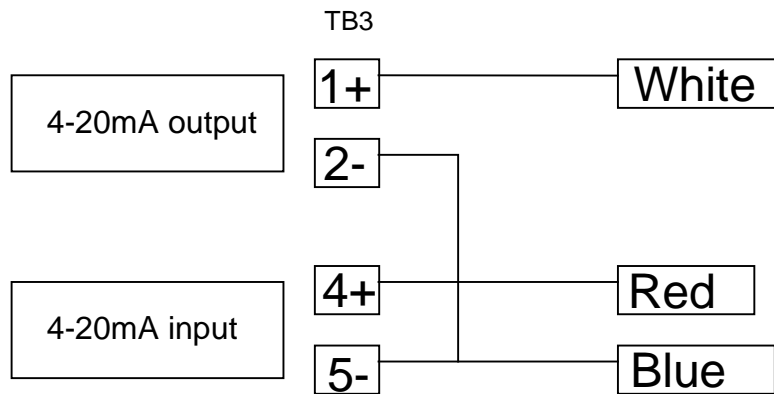 TB3
1+
White
4-20mA output
2-
4+
Red
4-20mA input
5-
Blue